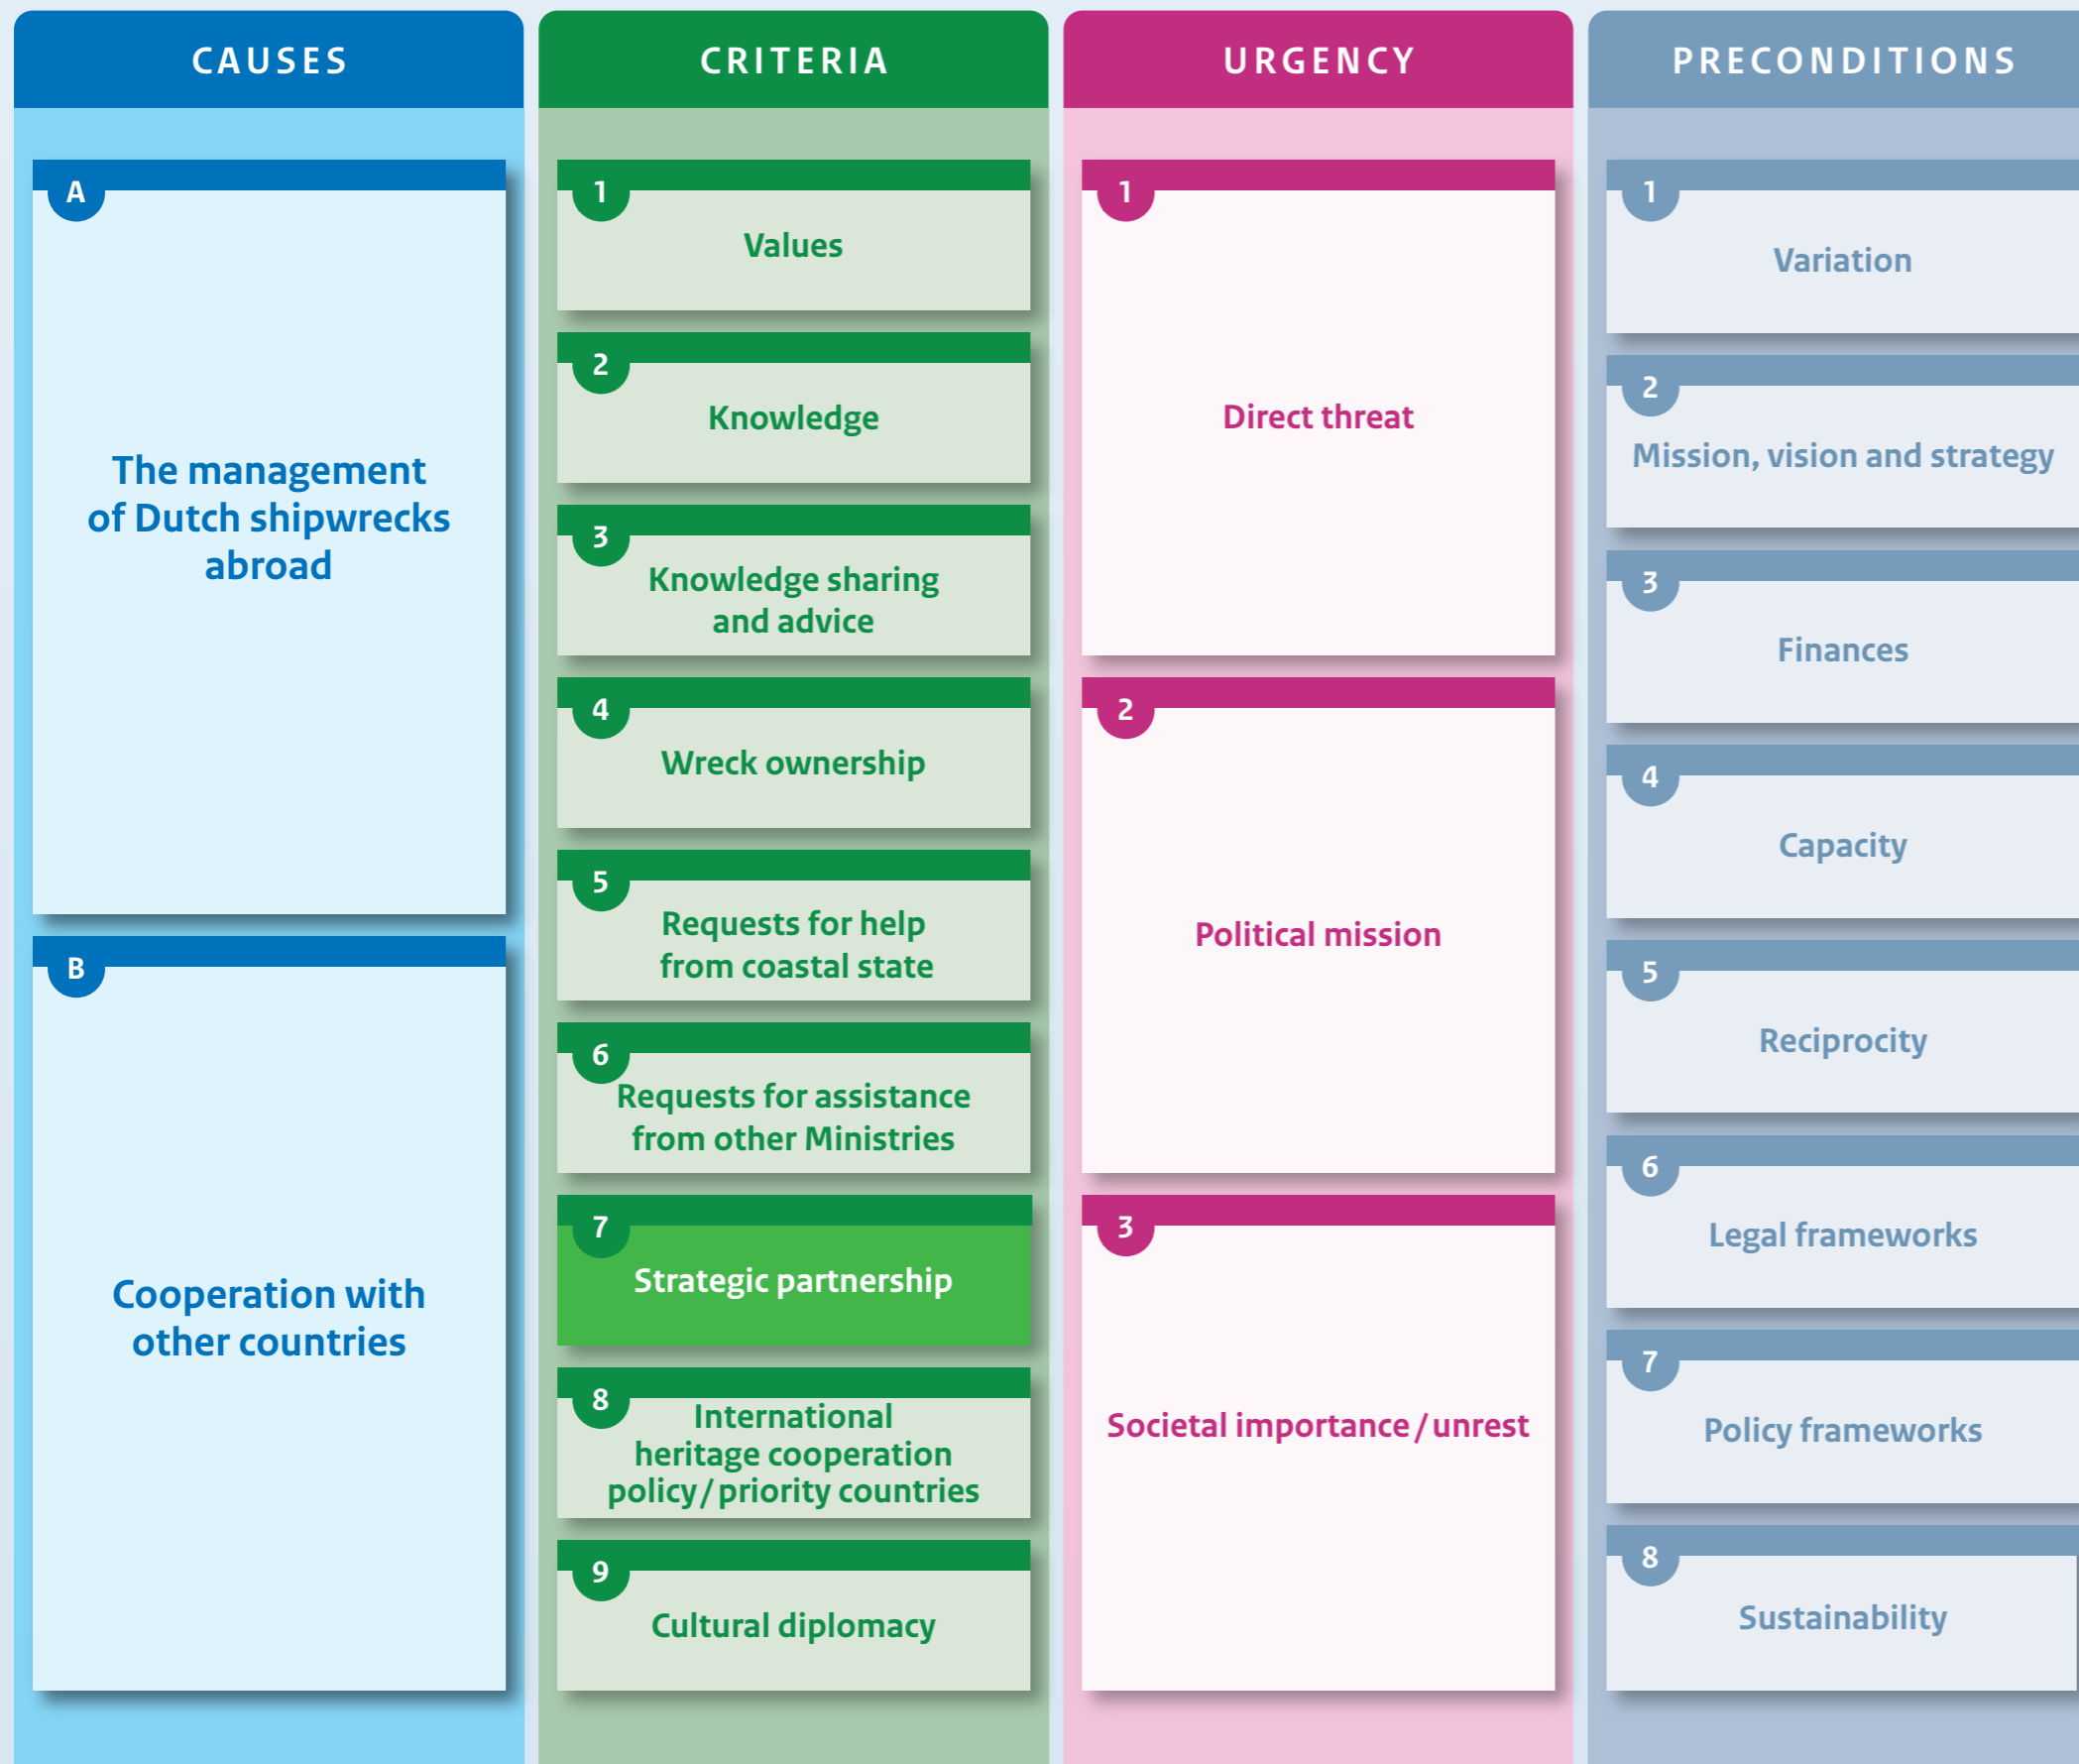 CAUSES
A
The management
of Dutch shipwrecks
abroad
B
Cooperation with
other countries
CRITERIA
1
Values
2
Knowledge
3
Knowledge sharing
and advice
4
Wreck ownership
5
Requests for help
from coastal state
6
Requests for assistance
from other Ministries
7
Strategic partnership
8
International
heritage cooperation
policy/priority countries
9
Cultural diplomacy
URGENCY
1
Direct threat
2
Political mission
3
Societal importance/unrest
PRECONDITIONS
1
Variation
2
Mission, vision and strategy
3
Finances
4
Capacity
5
Reciprocity
6
Legal frameworks
7
Policy frameworks
8
Sustainability